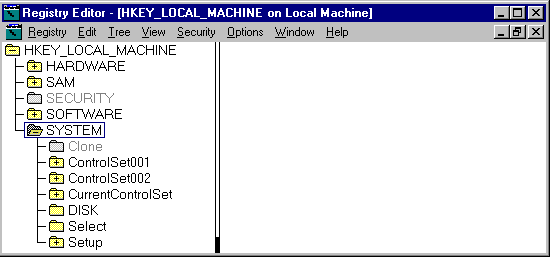 Registry Editor - [HKEY_LOCAL_MACHINE on Local Machine]
Registry Edit Tree View Security Options Window Help
HKEY_LOCAL_MACHINE
HARDWARE
SAM
SECURITY
SOFTWARE
SYSTEM
Clone
ControlSet001
ControlSet002
CurrentControlSet
DISK
Select
Setup